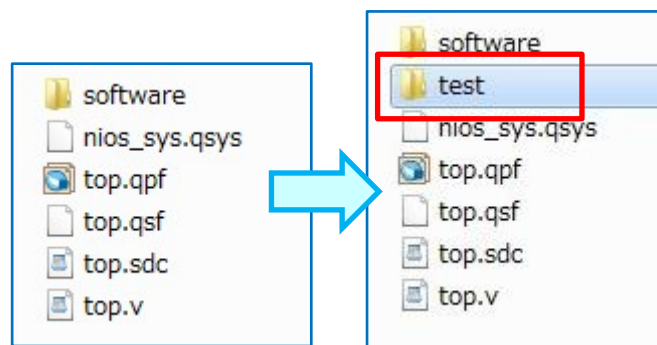 software
nios_sys.qsys
top.qpf
top.qsf
top.sdc
top.v
software
test
nios_sys.qsys
top.qpf
top.qsf
top.sdc
top.v